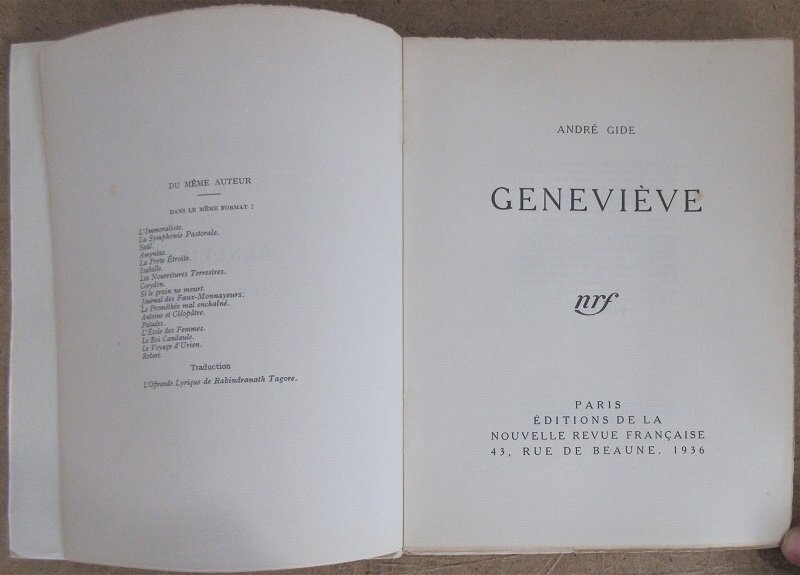 DU MÊME AUTEUR
DANS LE MÊME FORMAT :
L'Immoraliste.
La Symphonie Pastorale.
Saül.
Amyntas.
La Porte Étroite.
Isabelle.
Les Nourritures Terrestres.
Corydon.
Si le grain ne meurt.
Journal des Faux-Monnayeurs.
Le Prométhée mal enchaîné.
Antoine et Cléopâtre.
Paludes.
L'École des Femmes.
Le Roi Candaule.
Le Voyage d'Urien.
Robert.
Traduction
L'Offrande Lyrique de Rabindranath Tagore.
ANDRÉ GIDE
GENEVIÈVE
nrf
PARIS
ÉDITIONS DE LA
NOUVELLE REVUE FRANÇAISE
43, RUE DE BEAUNE. 1936